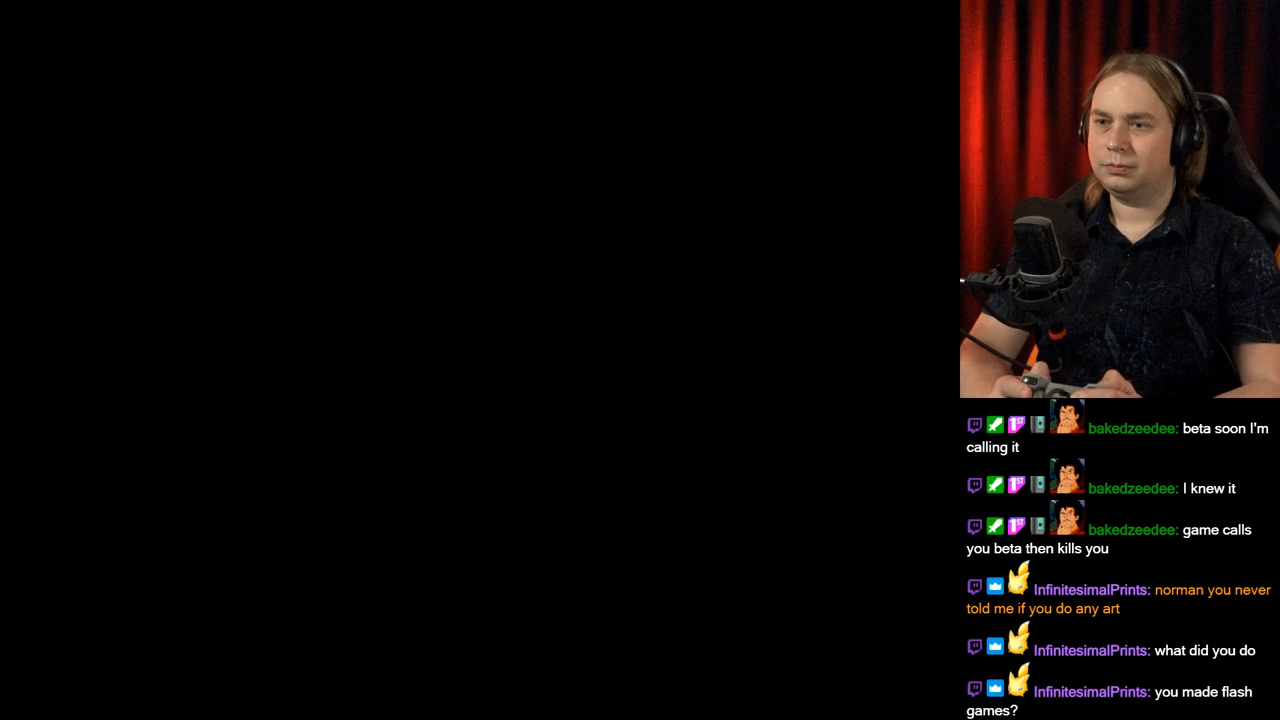 bakedzeedee: beta soon I'm
calling it
bakedzeedee: I knew it
bakedzeedee: game calls
you beta then kills you
InfinitesimalPrints: norman you never
told me if you do any art
InfinitesimalPrints: what did you do
InfinitesimalPrints: you made flash
games?